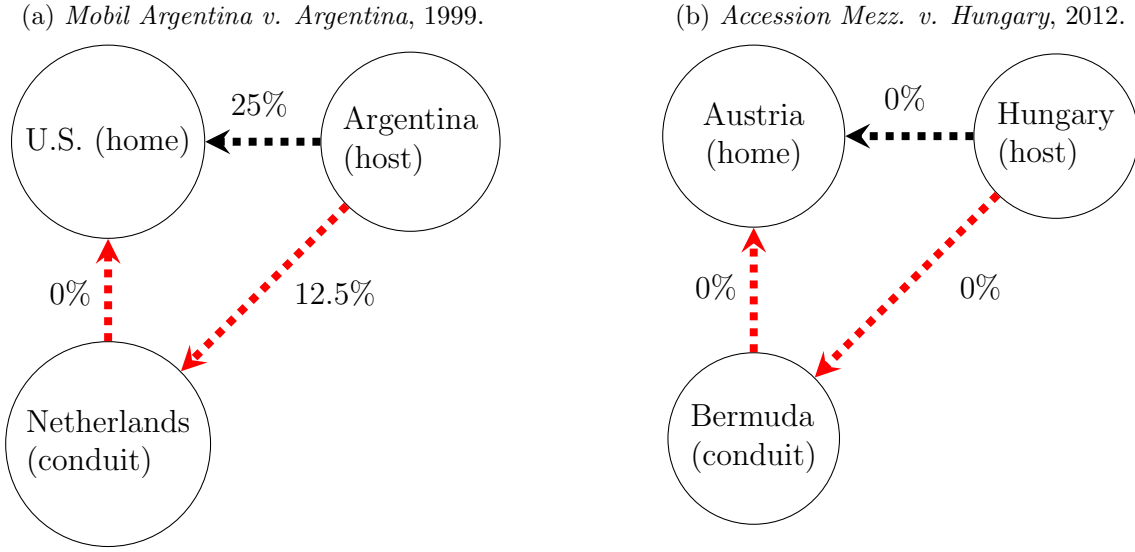 (a) Mobil Argentina v. Argentina, 1999.
U.S. (home)
25%
Argentina
(host)
0%
12.5%
Netherlands
(conduit)
(b) Accession Mezz. v. Hungary, 2012.
Austria
(home)
0%
Hungary
(host)
0%
0%
Bermuda
(conduit)